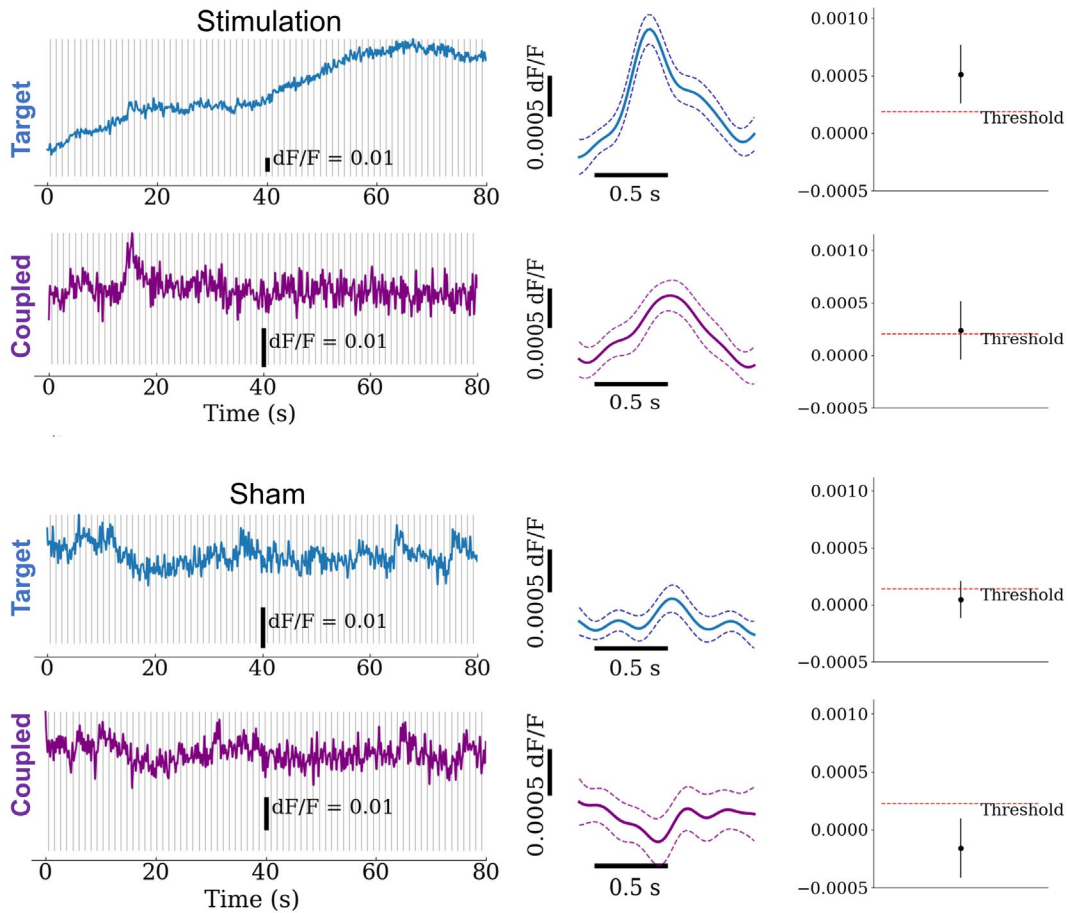 Stimulation
Target
dF/F = 0.01
0 20 40 60 80
0.0005 dF/F
0.5 s
0.0010
0.0005
0.0000
−0.0005
Threshold
Coupled
dF/F = 0.01
0 20 40 60 80
Time (s)
0.0005 dF/F
0.5 s
0.0010
0.0005
0.0000
−0.0005
Threshold
Sham
Target
dF/F = 0.01
0 20 40 60 80
0.0005 dF/F
0.5 s
0.0010
0.0005
0.0000
−0.0005
Threshold
Coupled
dF/F = 0.01
0 20 40 60 80
Time (s)
0.0005 dF/F
0.5 s
0.0010
0.0005
0.0000
−0.0005
Threshold